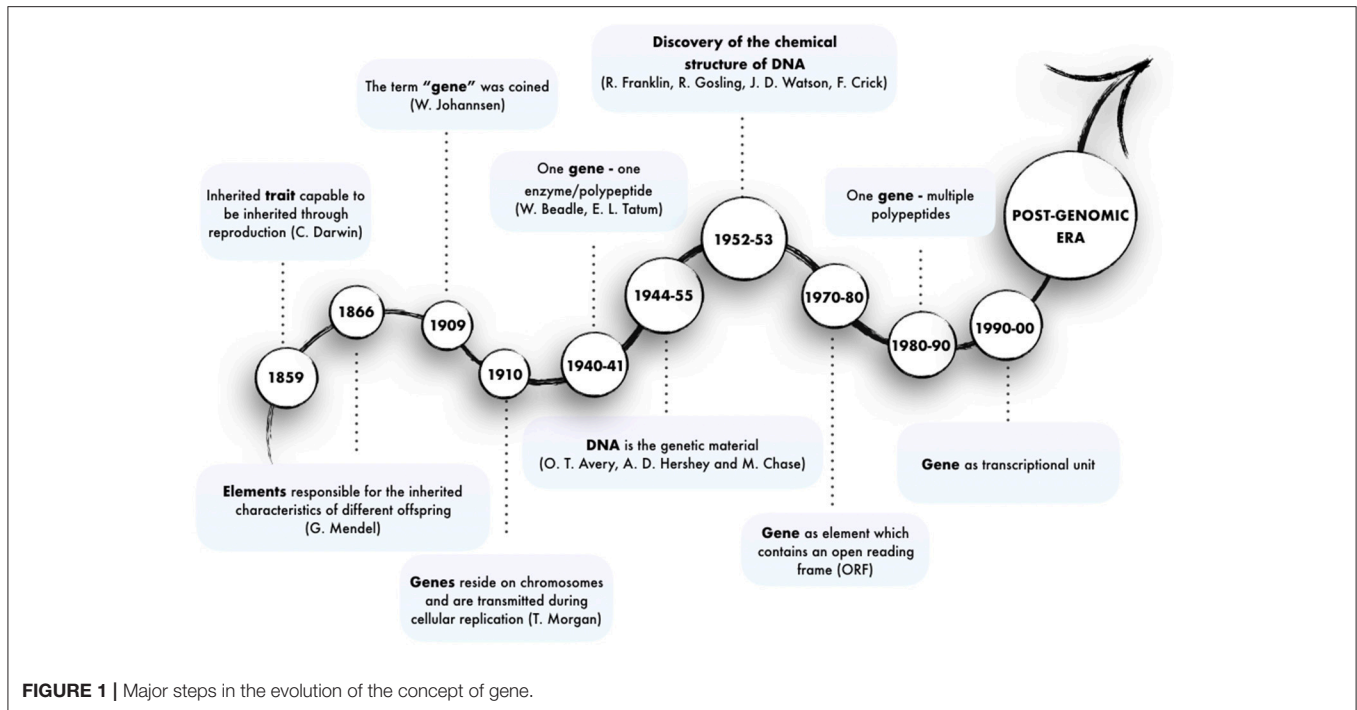 Discovery of the chemical
structure of DNA
(R. Franklin, R. Gosling, J. D. Watson, F. Crick)
The term "gene" was coined
(W. Johannsen)
One gene - one
enzyme/polypeptide
(W. Beadle, E. L. Tatum)
Inherited trait capable to
be inherited through
reproduction (C. Darwin)
One gene - multiple
polypeptides
POST-GENOMIC
ERA
1859
1866
1909
1910
1940-41
1944-55
1952-53
1970-80
1980-90
1990-00
Elements responsible for the inherited
characteristics of different offspring
(G. Mendel)
Genes reside on chromosomes
and are transmitted during
cellular replication (T. Morgan)
DNA is the genetic material
(O. T. Avery, A. D. Hershey and M. Chase)
Gene as element which
contains an open reading
frame (ORF)
Gene as transcriptional unit
FIGURE 1 | Major steps in the evolution of the concept of gene.